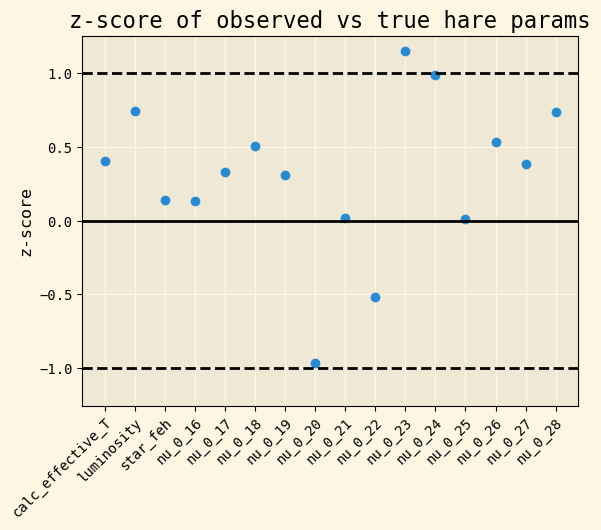 z-score of observed vs true hare params
z-score
1.0
0.5
0.0
−0.5
−1.0
calc_effective_T
luminosity
star_feh
nu_0_16
nu_0_17
nu_0_18
nu_0_19
nu_0_20
nu_0_21
nu_0_22
nu_0_23
nu_0_24
nu_0_25
nu_0_26
nu_0_27
nu_0_28